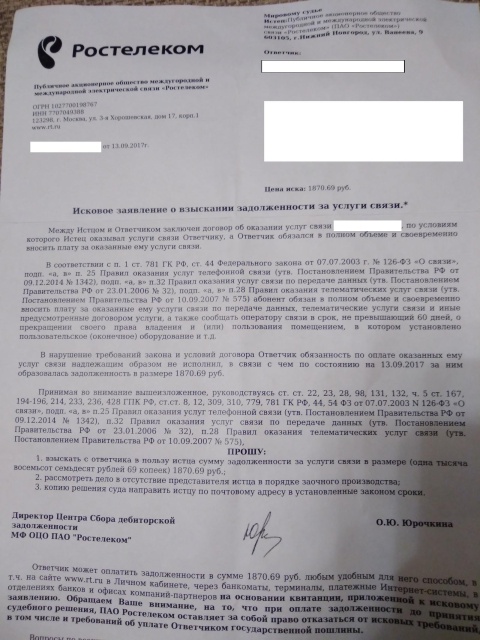 Ростелеком
Публичное акционерное общество междугородной и
международной электрической связи «Ростелеком»
ОГРН 1027700198767
ИНН 7707049388
123298, г. Москва, ул. 3-я Хорошевская, дом 17, корп.1
www.rt.ru
от 13.09.2017г.
Мировому судье
Истец:Публичное акционерное общество
междугородной и международной электрической
связи «Ростелеком» (ПАО «Ростелеком»)
603105, г.Нижний Новгород, ул. Ванеева, 9
Ответчик:
Цена иска: 1870.69 руб.
Исковое заявление о взыскании задолженности за услуги связи.*
Между Истцом и Ответчиком заключен договор об оказании услуг связи , по условиям
которого Истец оказывал услуги связи Ответчику, а Ответчик обязался в полном объеме и своевременно
вносить плату за оказанные ему услуги связи.
В соответствии с п. 1 ст. 781 ГК РФ, ст. 44 Федерального закона от 07.07.2003 г. № 126-ФЗ «О связи»,
подп. «а, в» п. 25 Правил оказания услуг телефонной связи (утв. Постановлением Правительства РФ от
09.12.2014 № 1342), подп. «а, в» п.32 Правил оказания услуг связи по передаче данных (утв. Постановлением
Правительства РФ от 23.01.2006 № 32), подп. «а, в» п.28 Правил оказания телематических услуг связи (утв.
Постановлением Правительства РФ от 10.09.2007 № 575) абонент обязан в полном объеме и своевременно
вносить плату за оказанные ему услуги связи по передаче данных, телематические услуги связи и иные
предусмотренные договором услуги, а также сообщать оператору связи в срок, не превышающий 60 дней, о
прекращении своего права владения и (или) пользования помещением, в котором установлено
пользовательское (оконечное) оборудование и т.д.
В нарушение требований закона и условий договора Ответчик обязанность по оплате оказанных ему
услуг связи надлежащим образом не исполнил, в связи с чем по состоянию на 13.09.2017 за ним
образовалась задолженность в размере 1870.69 руб.
Принимая во внимание вышеизложенное, руководствуясь ст. ст. 22, 23, 28, 98, 131, 132, ч. 5 ст. 167,
194-196, 214, 233, 236, 428 ГПК РФ, ст.ст. 8, 12, 309, 310, 779, 781 ГК РФ, 44, 54 ФЗ от 07.07.2003 N 126-ФЗ «О
связи», подп. «а, в» п.25 Правил оказания услуг телефонной связи (утв. Постановлением Правительства РФ от
09.12.2014 № 1342), п.32 Правил оказания услуг связи по передаче данных (утв. Постановлением
Правительства РФ от 23.01.2006 № 32), п.28 Правил оказания телематических услуг связи (утв.
Постановлением Правительства РФ от 10.09.2007 № 575),
ПРОШУ:
1. взыскать с ответчика в пользу истца сумму задолженности за услуги связи в размере (одна тысяча
восемьсот семьдесят рублей 69 копеек) 1870.69 руб.;
2. рассмотреть дело в отсутствие представителя истца в порядке заочного производства;
3. копию решения суда направить истцу по почтовому адресу в установленные законом сроки.
Директор Центра Сбора дебиторской
задолженности
МФ ОЦО ПАО "Ростелеком"
О.Ю. Юрочкина
Ответчик может оплатить задолженность в сумме 1870.69 руб. любым удобным для него способом, в
т.ч. на сайте www.rt.ru в Личном кабинете, через банкоматы, терминалы, платежные Интернет-системы, в
отделениях банков и офисах компаний-партнеров на основании квитанции, приложенной к исковому
заявлению. Обращаем Ваше внимание, на то, что при оплате задолженности до принятия
судебного решения, ПАО Ростелеком оставляет за собой право отказаться от исковых требований
в том числе и требований об уплате Ответчиком государственной пошлины.